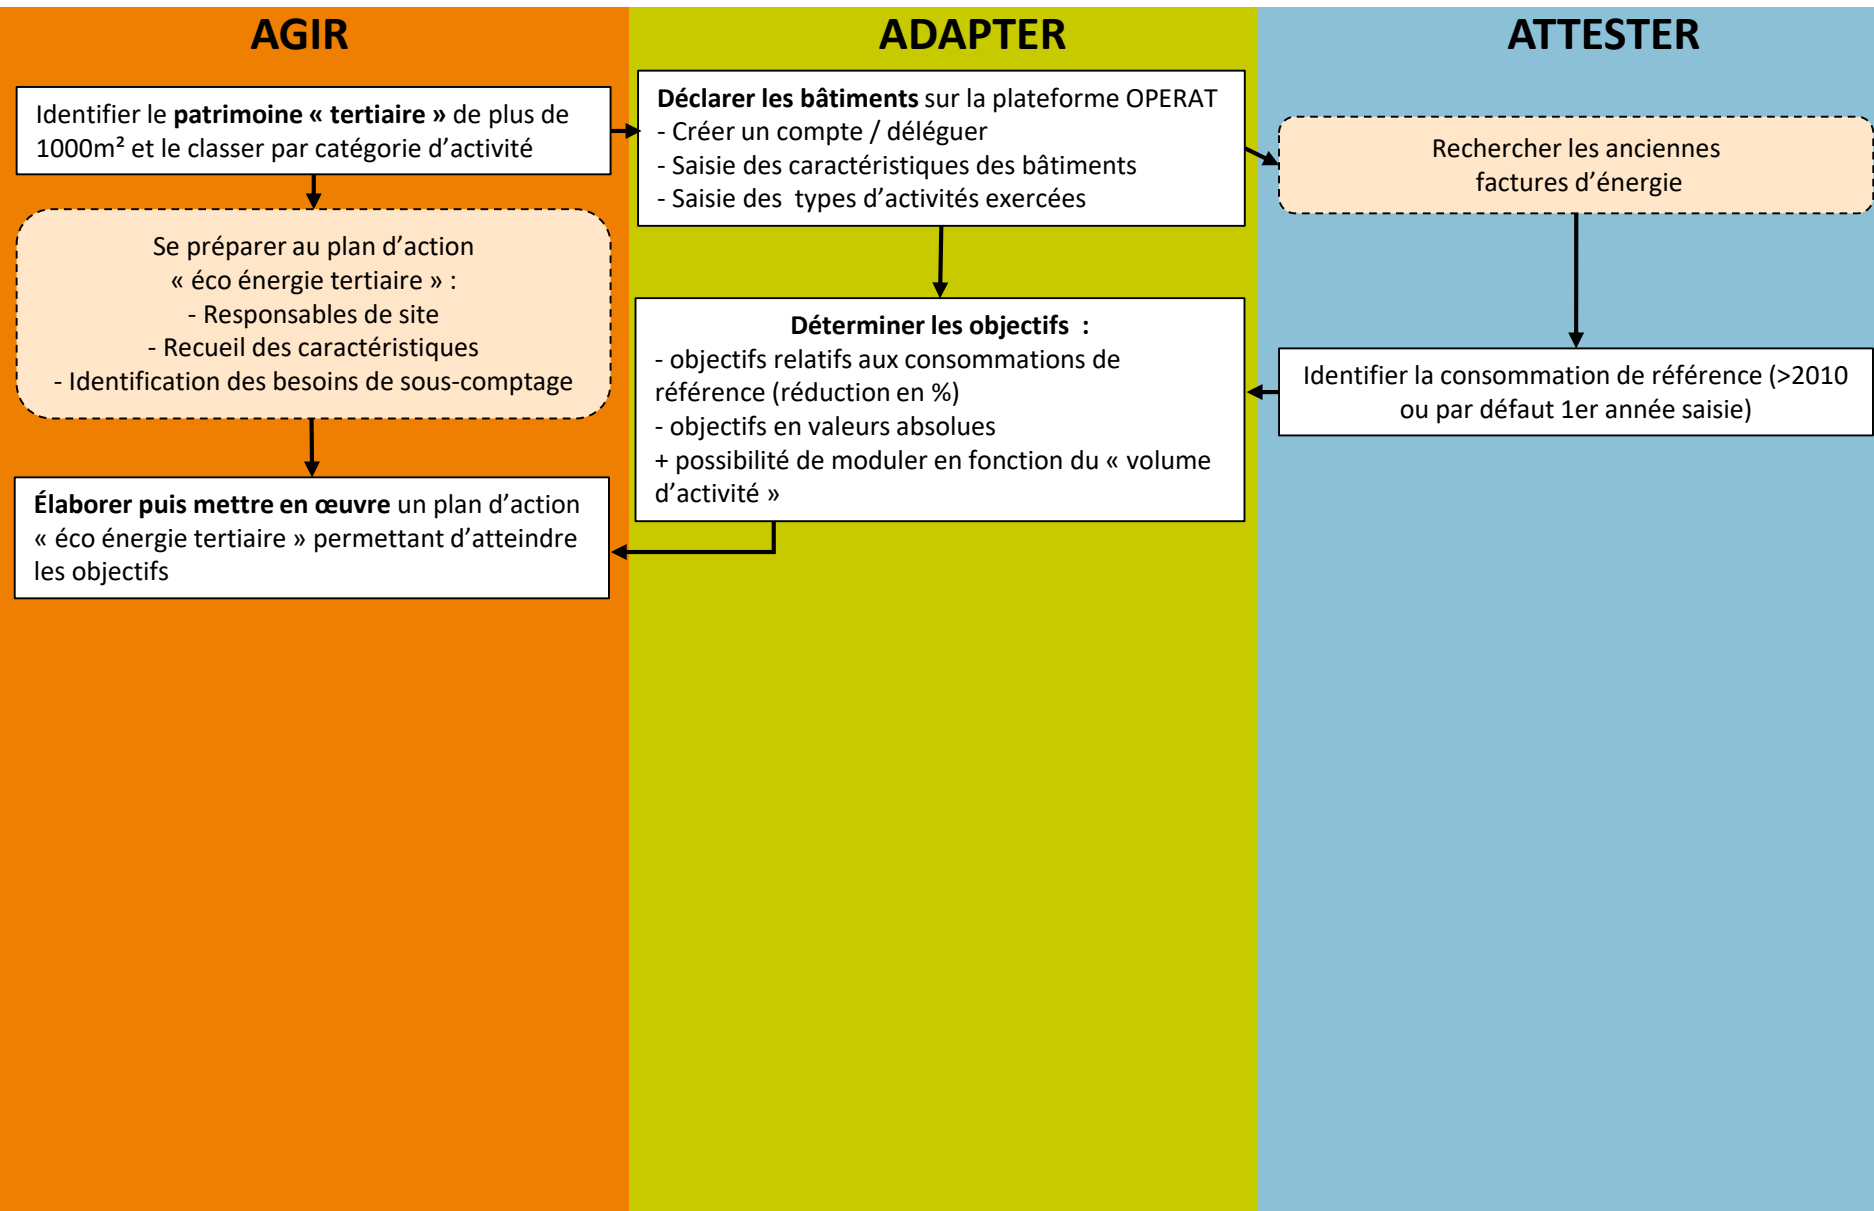 AGIR
Identifier le patrimoine « tertiaire » de plus de
1000m² et le classer par catégorie d’activité
Se préparer au plan d’action
« éco énergie tertiaire » :
- Responsables de site
- Recueil des caractéristiques
- Identification des besoins de sous-comptage
Élaborer puis mettre en œuvre un plan d’action
« éco énergie tertiaire » permettant d’atteindre
les objectifs
ADAPTER
Déclarer les bâtiments sur la plateforme OPERAT
- Créer un compte / déléguer
- Saisie des caractéristiques des bâtiments
- Saisie des  types d’activités exercées
Déterminer les objectifs  :
- objectifs relatifs aux consommations de
référence (réduction en %)
- objectifs en valeurs absolues
+ possibilité de moduler en fonction du « volume
d’activité »
ATTESTER
Rechercher les anciennes
factures d’énergie
Identifier la consommation de référence (>2010
ou par défaut 1er année saisie)